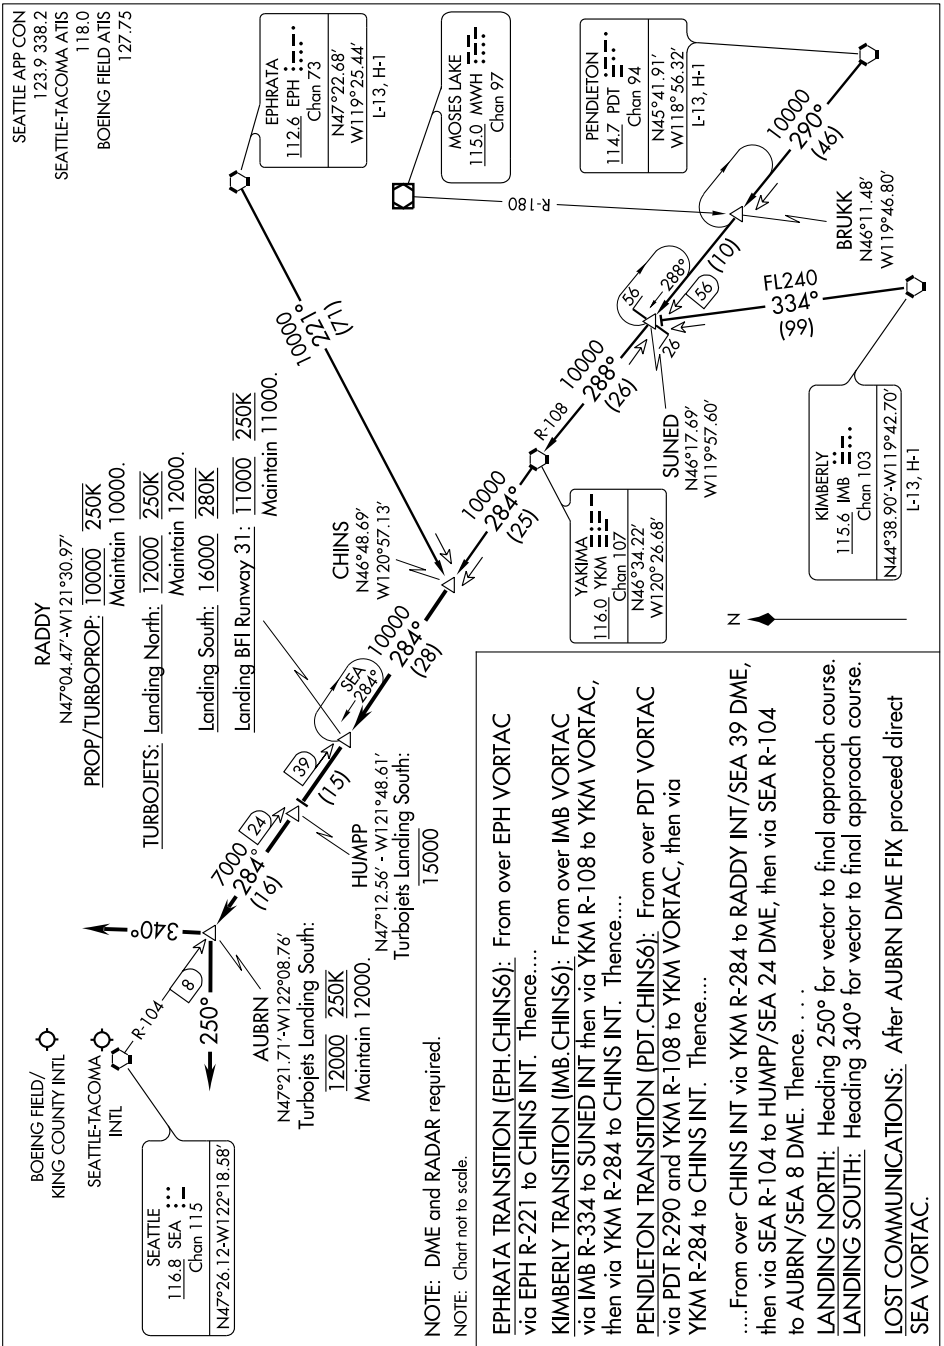 SEATTLE APP CON
123.9 338.2
SEATTLE-TACOMA ATIS
118.0
BOEING FIELD ATIS
127.75
BOEING FIELD/
KING COUNTY INTL
SEATTLE-TACOMA
INTL
SEATTLE
116.8 SEA
Chan 115
N47°26.12-W122°18.58′
R-104
8
340°
250°
AUBRN
N47°21.71′-W122°08.76′
Turbojets Landing South:
12000 250K
Maintain 12000.
7000
284°
(16)
24
HUMPP
N47°12.56′ - W121°48.61′
Turbojets Landing South:
15000
39
(15)
RADDY
N47°04.47′-W121°30.97′
PROP/TURBOPROP: 10000 250K
Maintain 10000.
TURBOJETS: Landing North: 12000 250K
Maintain 12000.
Landing South: 16000 280K
Landing BFI Runway 31: 11000 250K
Maintain 11000.
SEA
284°
10000
284°
(28)
CHINS
N46°48.69′
W120°57.13′
10000
221°
(71)
EPHRATA
112.6 EPH
Chan 73
N47°22.68′
W119°25.44′
L-13, H-1
MOSES LAKE
115.0 MWH
Chan 97
R-180
PENDLETON
114.7 PDT
Chan 94
N45°41.91′
W118°56.32′
L-13, H-1
10000
284°
(25)
YAKIMA
116.0 YKM
Chan 107
N46°34.22′
W120°26.68′
R-108
10000
288°
(26)
SUNED
N46°17.69′
W119°57.60′
56
288°
26
56
(10)
BRUKK
N46°11.48′
W119°46.80′
10000
290°
(46)
FL240
334°
(99)
KIMBERLY
115.6 IMB
Chan 103
N44°38.90′-W119°42.70′
L-13, H-1
N
NOTE: DME and RADAR required.
NOTE: Chart not to scale.
EPHRATA TRANSITION (EPH.CHINS6): From over EPH VORTAC
via EPH R-221 to CHINS INT. Thence....
KIMBERLY TRANSITION (IMB.CHINS6): From over IMB VORTAC
via IMB R-334 to SUNED INT then via YKM R-108 to YKM VORTAC,
then via YKM R-284 to CHINS INT. Thence....
PENDLETON TRANSITION (PDT.CHINS6): From over PDT VORTAC
via PDT R-290 and YKM R-108 to YKM VORTAC, then via
YKM R-284 to CHINS INT. Thence....
....From over CHINS INT via YKM R-284 to RADDY INT/SEA 39 DME,
then via SEA R-104 to HUMPP/SEA 24 DME, then via SEA R-104
to AUBRN/SEA 8 DME. Thence. . . .
LANDING NORTH: Heading 250° for vector to final approach course.
LANDING SOUTH: Heading 340° for vector to final approach course.
LOST COMMUNICATIONS: After AUBRN DME FIX proceed direct
SEA VORTAC.